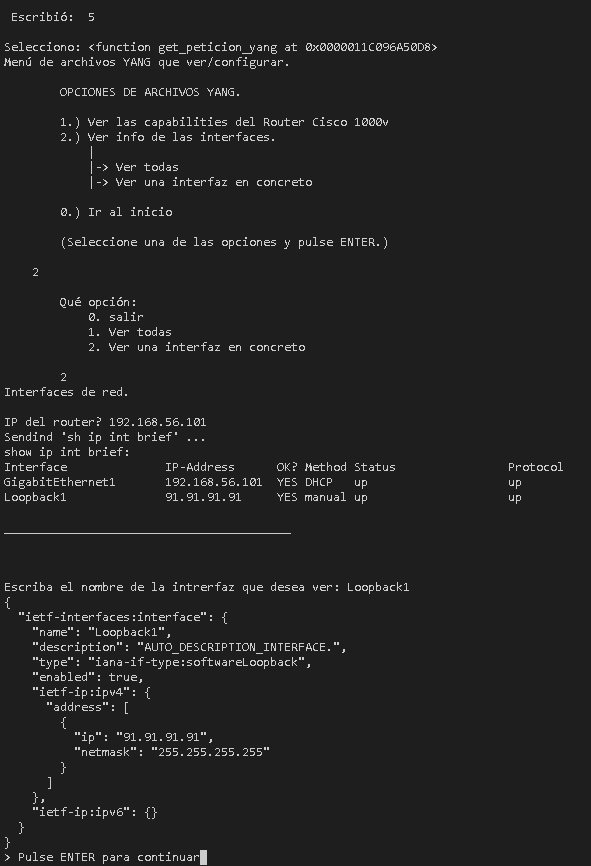 Escribió:  5
Selecciono: <function get_peticion_yang at 0x0000011C096A50D8>
Menú de archivos YANG que ver/configurar.
OPCIONES DE ARCHIVOS YANG.
1.) Ver las capabilities del Router Cisco 1000v
2.) Ver info de las interfaces.
|
|-> Ver todas
|-> Ver una interfaz en concreto
0.) Ir al inicio
(Seleccione una de las opciones y pulse ENTER.)
2
Qué opción:
0. salir
1. Ver todas
2. Ver una interfaz en concreto
2
Interfaces de red.
IP del router? 192.168.56.101
Sendind 'sh ip int brief' ...
show ip int brief:
Interface              IP-Address      OK? Method Status                Protocol
GigabitEthernet1       192.168.56.101  YES DHCP   up                    up
Loopback1              91.91.91.91     YES manual up                    up
_________________________________________
Escriba el nombre de la intrerfaz que desea ver: Loopback1
{
  "ietf-interfaces:interface": {
    "name": "Loopback1",
    "description": "AUTO_DESCRIPTION_INTERFACE.",
    "type": "iana-if-type:softwareLoopback",
    "enabled": true,
    "ietf-ip:ipv4": {
      "address": [
        {
          "ip": "91.91.91.91",
          "netmask": "255.255.255.255"
        }
      ]
    },
    "ietf-ip:ipv6": {}
  }
}
> Pulse ENTER para continuar